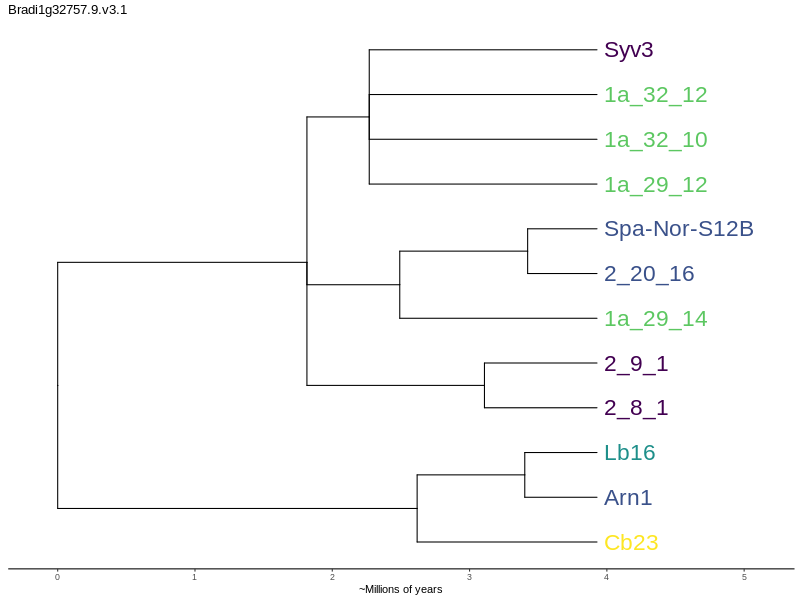 Bradi1g32757.9.v3.1
Syv3
1a_32_12
1a_32_10
1a_29_12
Spa-Nor-S12B
2_20_16
1a_29_14
2_9_1
2_8_1
Lb16
Arn1
Cb23
0 1 2 3 4 5
~Millions of years